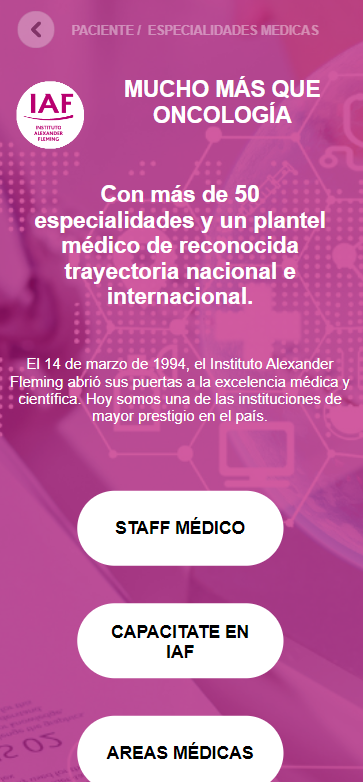 PACIENTE / ESPECIALIDADES MEDICAS
IAF
INSTITUTO
ALEXANDER
FLEMING
MUCHO MÁS QUE
ONCOLOGÍA
Con más de 50
especialidades y un plantel
médico de reconocida
trayectoria nacional e
internacional.
El 14 de marzo de 1994, el Instituto Alexander
Fleming abrió sus puertas a la excelencia médica y
científica. Hoy somos una de las instituciones de
mayor prestigio en el país.
STAFF MÉDICO
CAPACITATE EN
IAF
AREAS MÉDICAS